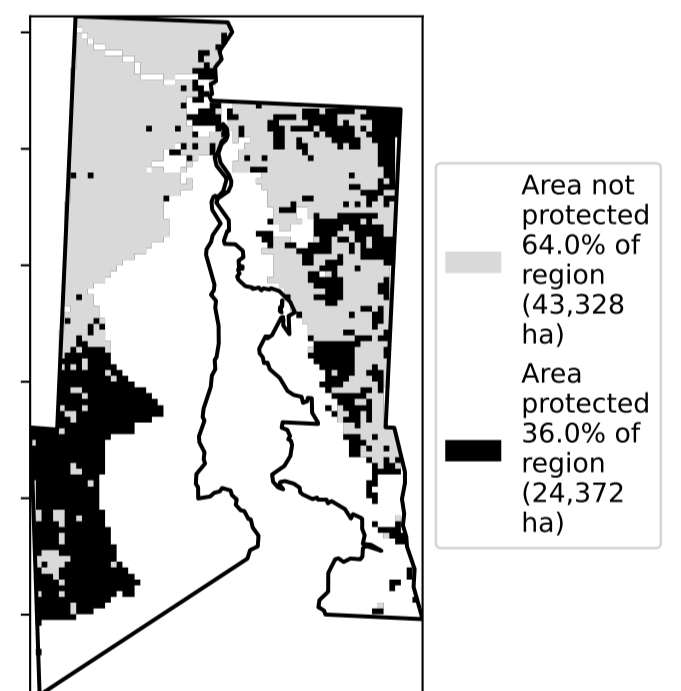 Area not
protected
64.0% of
region
(43,328
ha)
Area
protected
36.0% of
region
(24,372
ha)